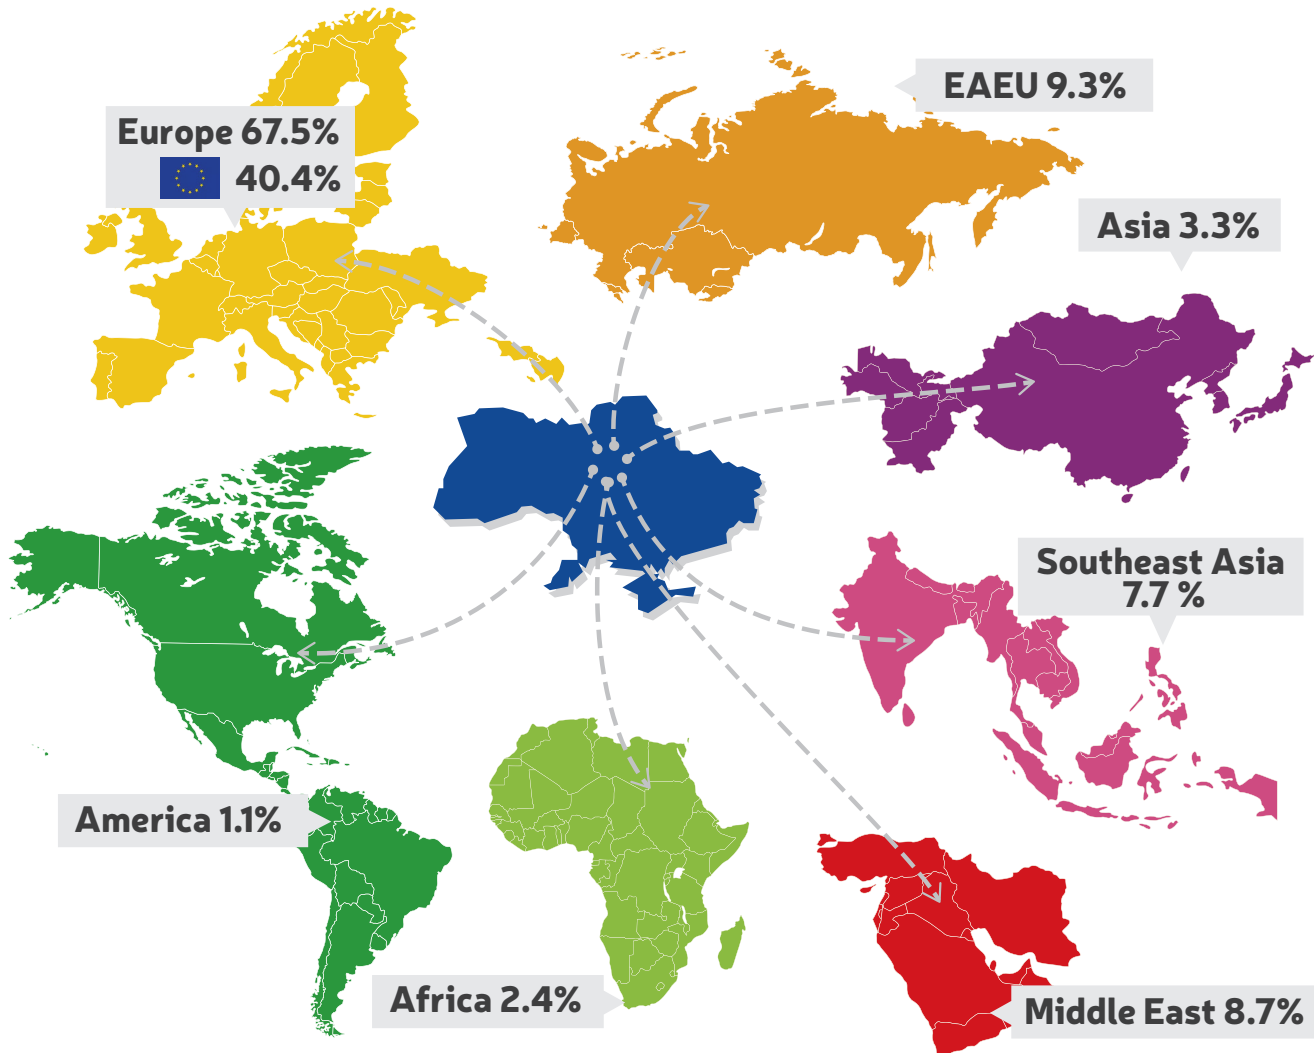 Europe 67.5%
40.4%
EAEU 9.3%
Asia 3.3%
Southeast Asia
7.7 %
America 1.1%
Africa 2.4%
Middle East 8.7%